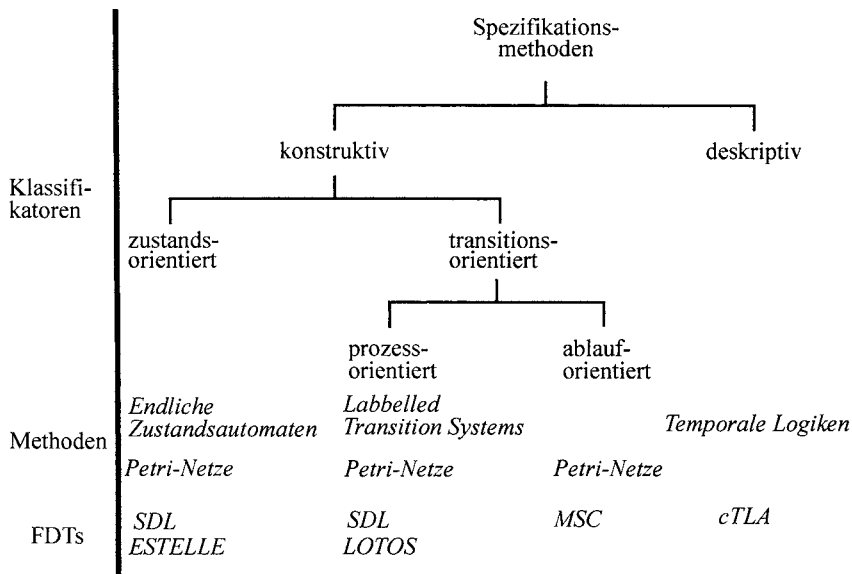 Spezifikations-
methoden
konstruktiv
deskriptiv
Klassifi-
katoren
zustands-
orientiert
transitions-
orientiert
prozess-
orientiert
ablauf-
orientiert
Methoden
Endliche
Zustandsautomaten
Labbelled
Transition Systems
Temporale Logiken
Petri-Netze
Petri-Netze
Petri-Netze
FDTs
SDL
ESTELLE
SDL
LOTOS
MSC
cTLA